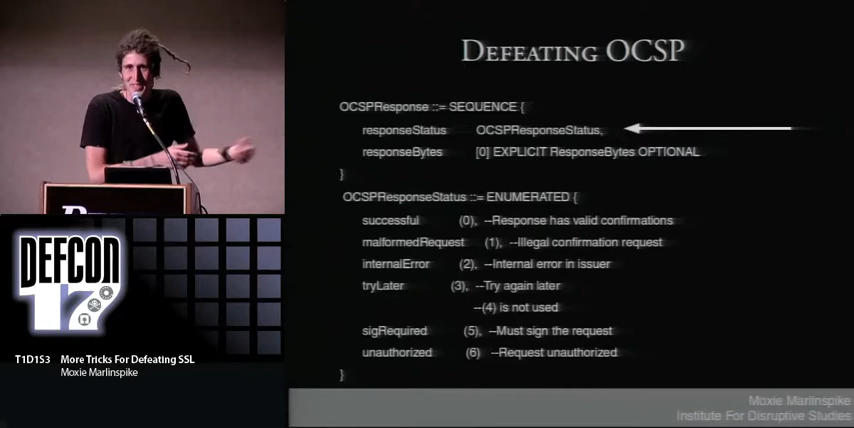 DEFEATING OCSP
OCSPResponse ::= SEQUENCE {
responseStatus OCSPResponseStatus,
responseBytes [0] EXPLICIT ResponseBytes OPTIONAL
}
OCSPResponseStatus ::= ENUMERATED {
successful (0), --Response has valid confirmations
malformedRequest (1), --Illegal confirmation request
internalError (2), --Internal error in issuer
tryLater (3), --Try again later
--(4) is not used
sigRequired (5), --Must sign the request
unauthorized (6) --Request unauthorized
}
Moxie Marlinspike
Institute For Disruptive Studies
DEFCON
17
T1D1S3 More Tricks For Defeating SSL
Moxie Marlinspike